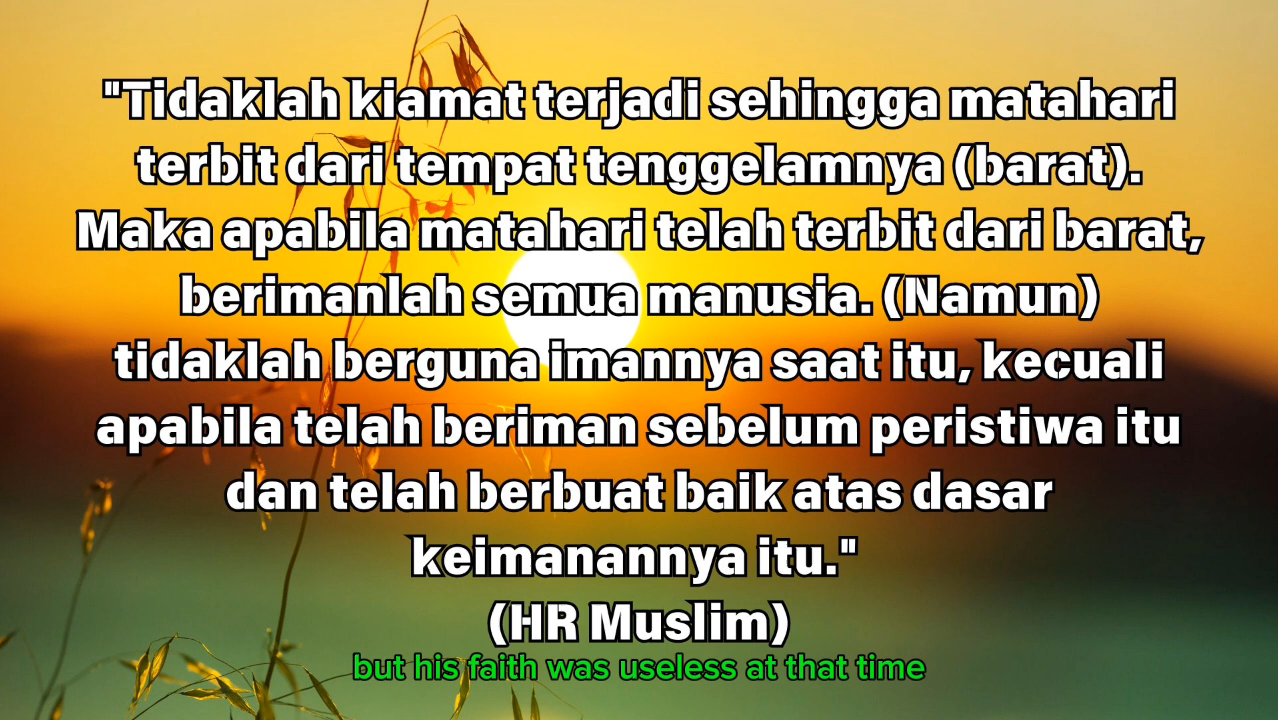 "Tidaklah kiamat terjadi sehingga matahari
terbit dari tempat tenggelamnya (barat).
Maka apabila matahari telah terbit dari barat,
berimanlah semua manusia. (Namun)
tidaklah berguna imannya saat itu, kecuali
apabila telah beriman sebelum peristiwa itu
dan telah berbuat baik atas dasar
keimanannya itu."
(HR Muslim)
but his faith was useless at that time